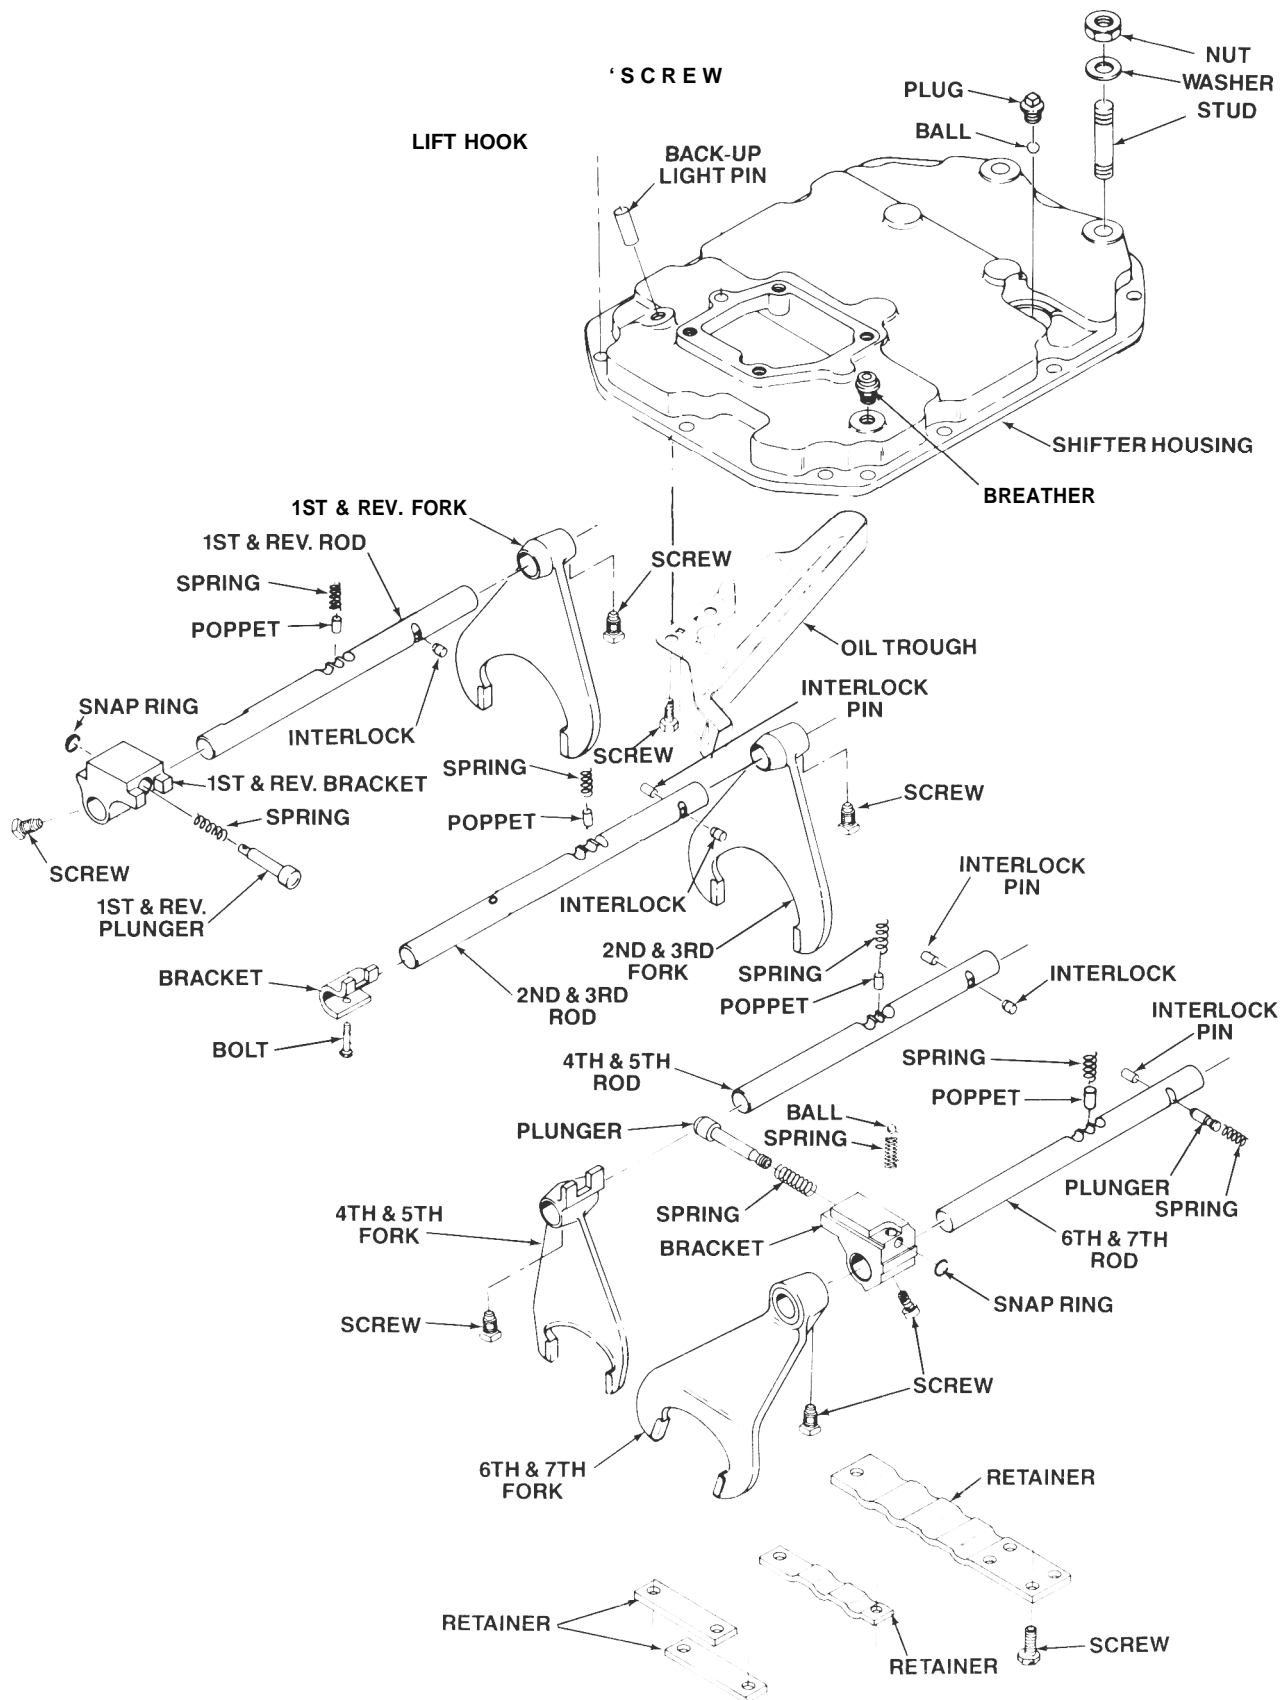 NUT
WASHER
STUD
‘SCREW
PLUG
BALL
LIFT HOOK
BACK-UP
LIGHT PIN
SHIFTER HOUSING
BREATHER
1ST & REV. FORK
1ST & REV. ROD
SPRING
POPPET
SCREW
OIL TROUGH
SNAP RING
INTERLOCK
INTERLOCK
PIN
SCREW
SPRING
1ST & REV. BRACKET
SPRING
POPPET
SCREW
SCREW
1ST & REV.
PLUNGER
INTERLOCK
INTERLOCK
PIN
2ND & 3RD
FORK
BRACKET
SPRING
POPPET
INTERLOCK
2ND & 3RD
ROD
BOLT
INTERLOCK
PIN
4TH & 5TH
ROD
SPRING
POPPET
BALL
SPRING
PLUNGER
PLUNGER
SPRING
SPRING
BRACKET
4TH & 5TH
FORK
6TH & 7TH
ROD
SNAP RING
SCREW
SCREW
6TH & 7TH
FORK
RETAINER
RETAINER
RETAINER
SCREW